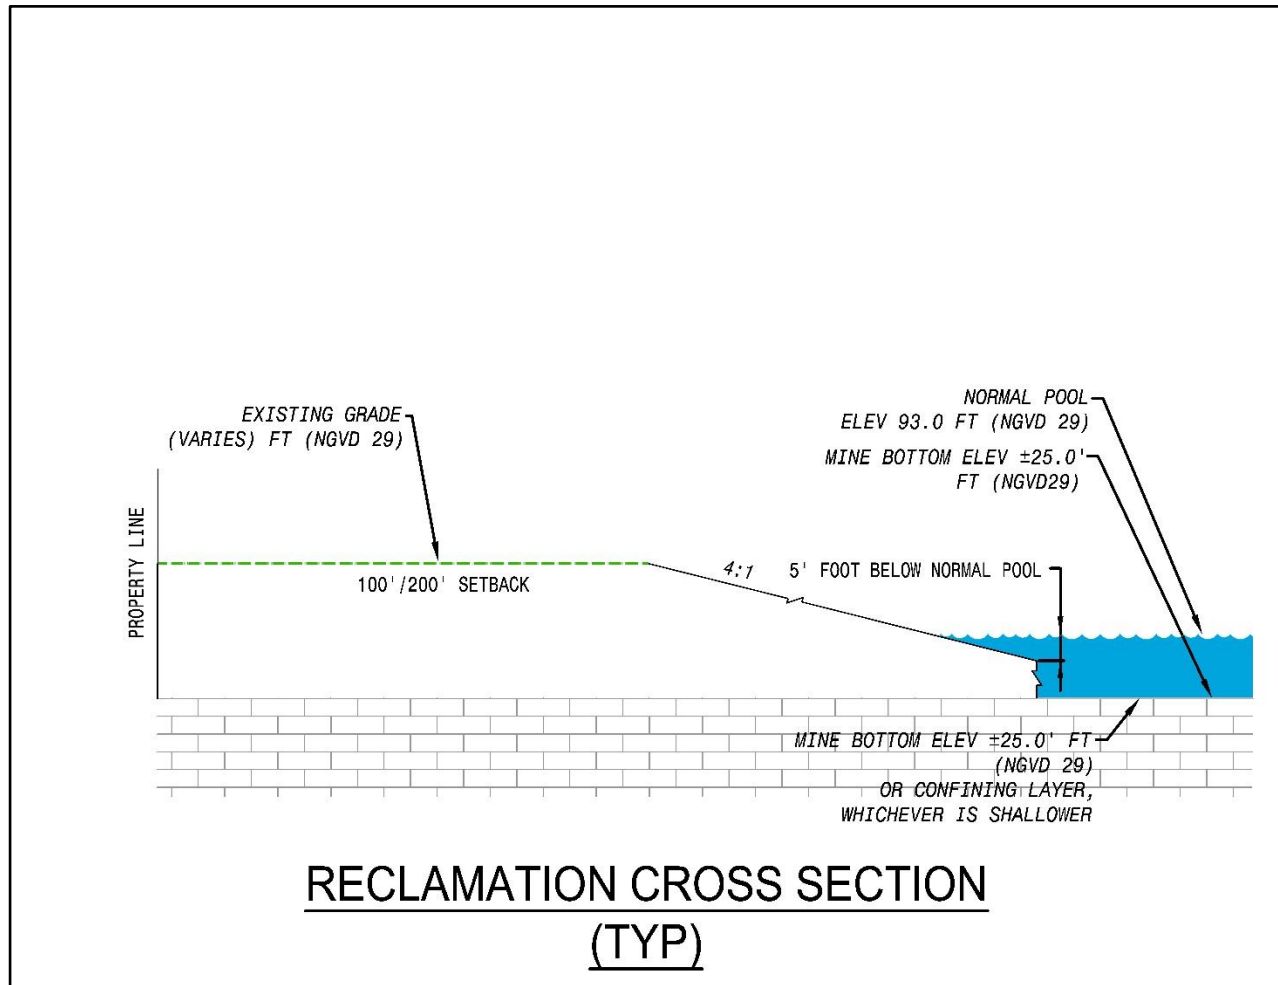 EXISTING GRADE
(VARIES) FT (NGVD 29)
NORMAL POOL
ELEV 93.0 FT (NGVD 29)
MINE BOTTOM ELEV ±25.0'
FT (NGVD29)
PROPERTY LINE
100'/200' SETBACK
4:1
5' FOOT BELOW NORMAL POOL
MINE BOTTOM ELEV ±25.0' FT
(NGVD 29)
OR CONFINING LAYER,
WHICHEVER IS SHALLOWER
RECLAMATION CROSS SECTION
(TYP)